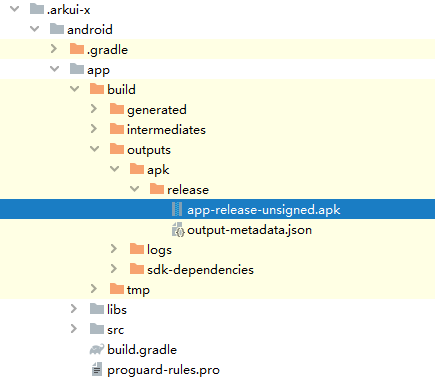 .arkui-x
android
.gradle
app
build
generated
intermediates
outputs
apk
release
app-release-unsigned.apk
output-metadata.json
logs
sdk-dependencies
tmp
libs
src
build.gradle
proguard-rules.pro